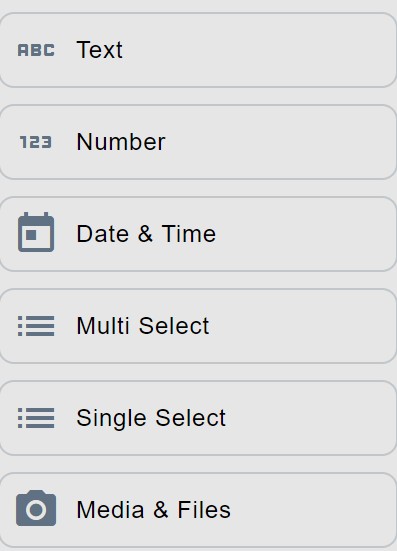 ABC Text
123 Number
Date & Time
Multi Select
Single Select
Media & Files